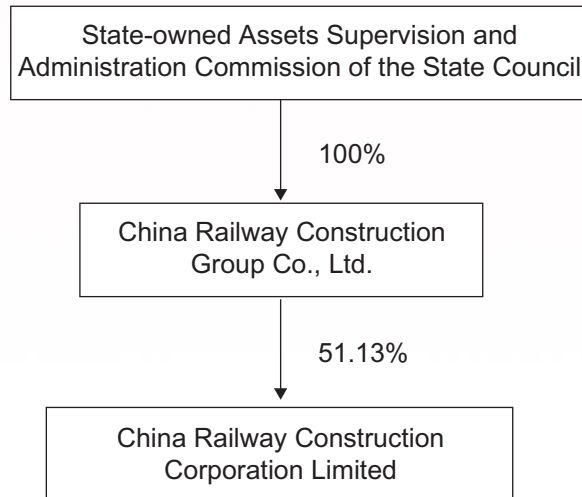 State-owned Assets Supervision and
Administration Commission of the State Council
100%
China Railway Construction
Group Co., Ltd.
51.13%
China Railway Construction
Corporation Limited